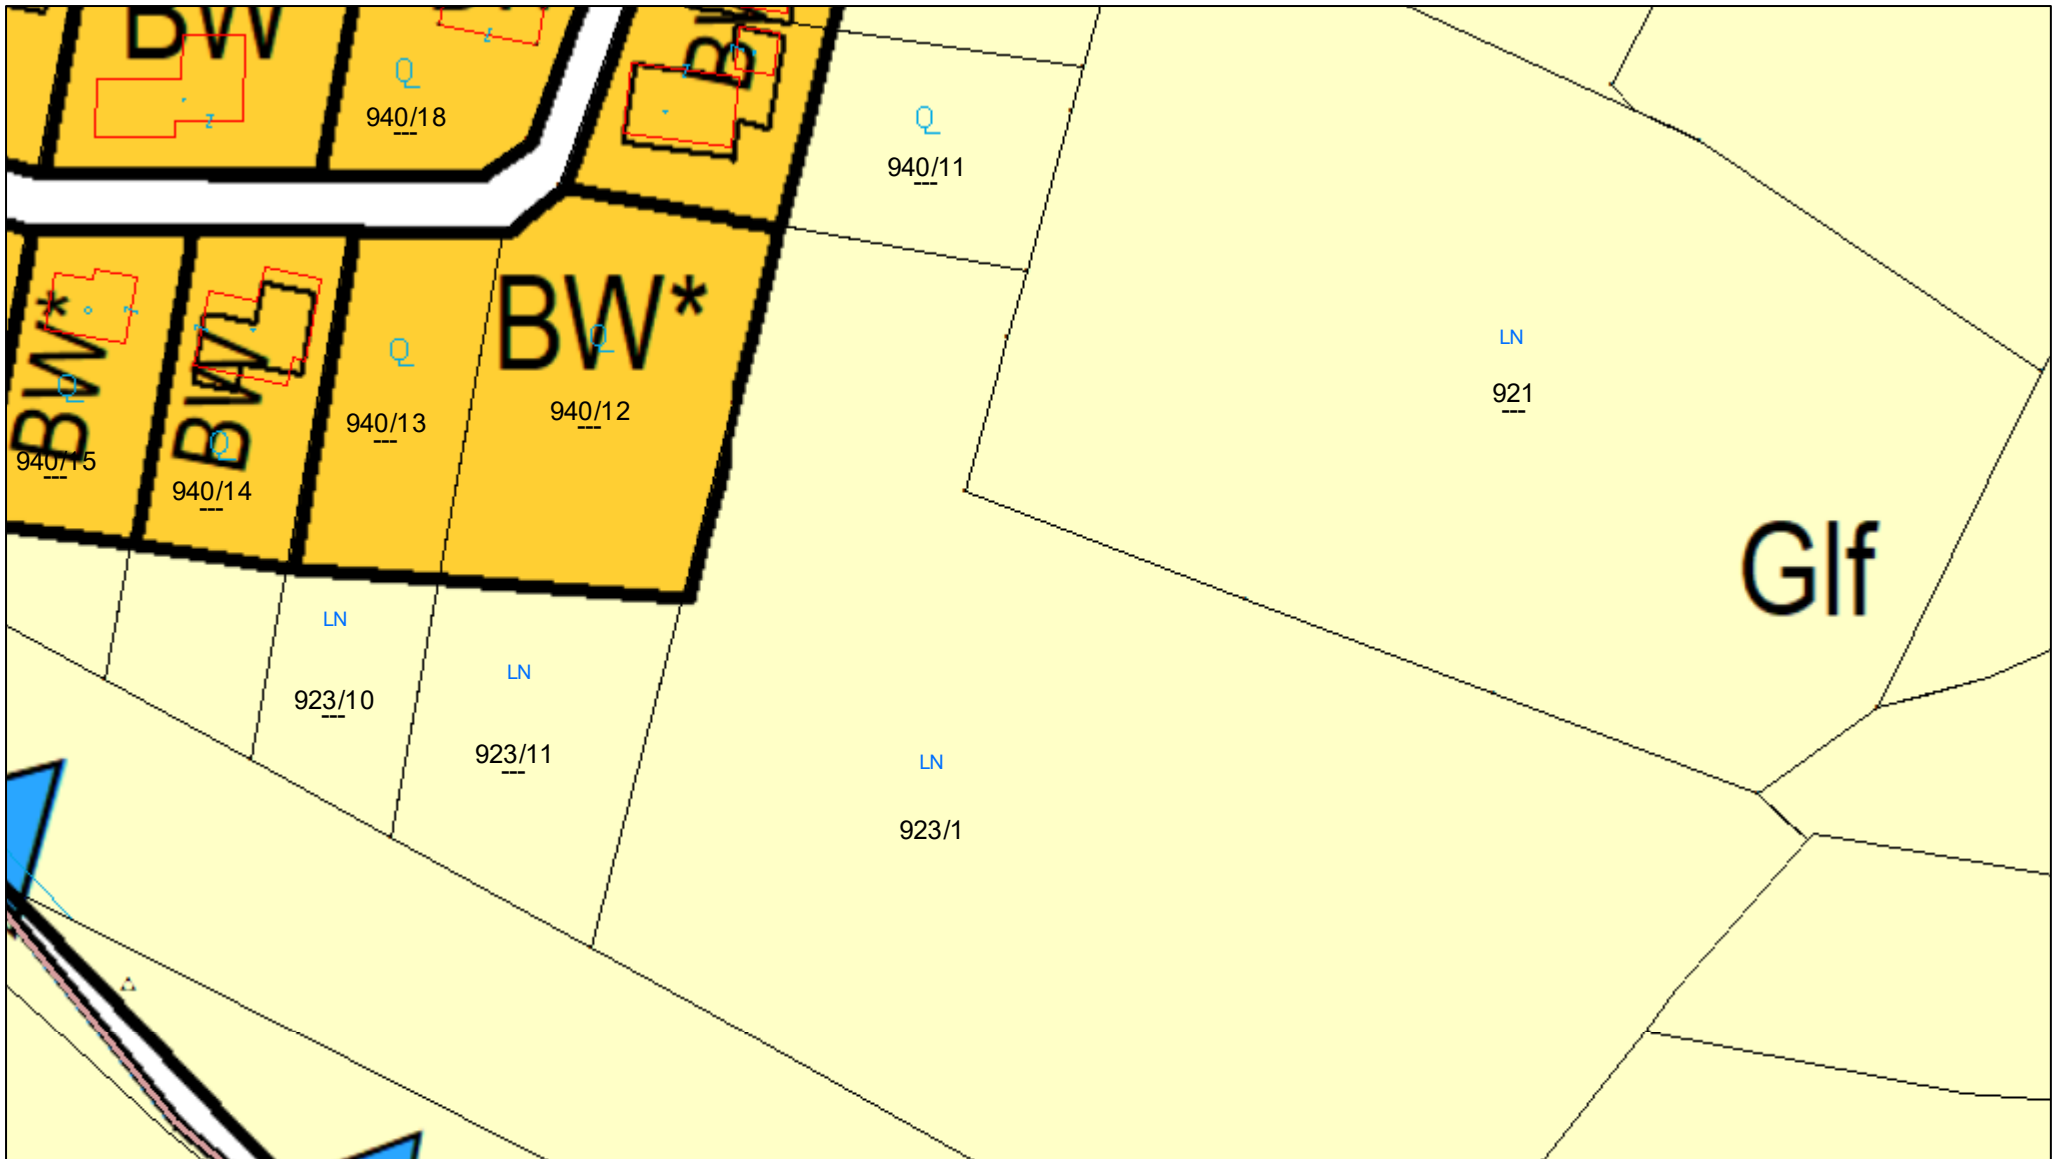 BW
BW
940/18
---
940/11
---
BW*
LN
921
---
BW*
BW
940/13
---
940/12
---
940/15
---
940/14
---
Glf
LN
923/10
---
LN
923/11
---
LN
923/1